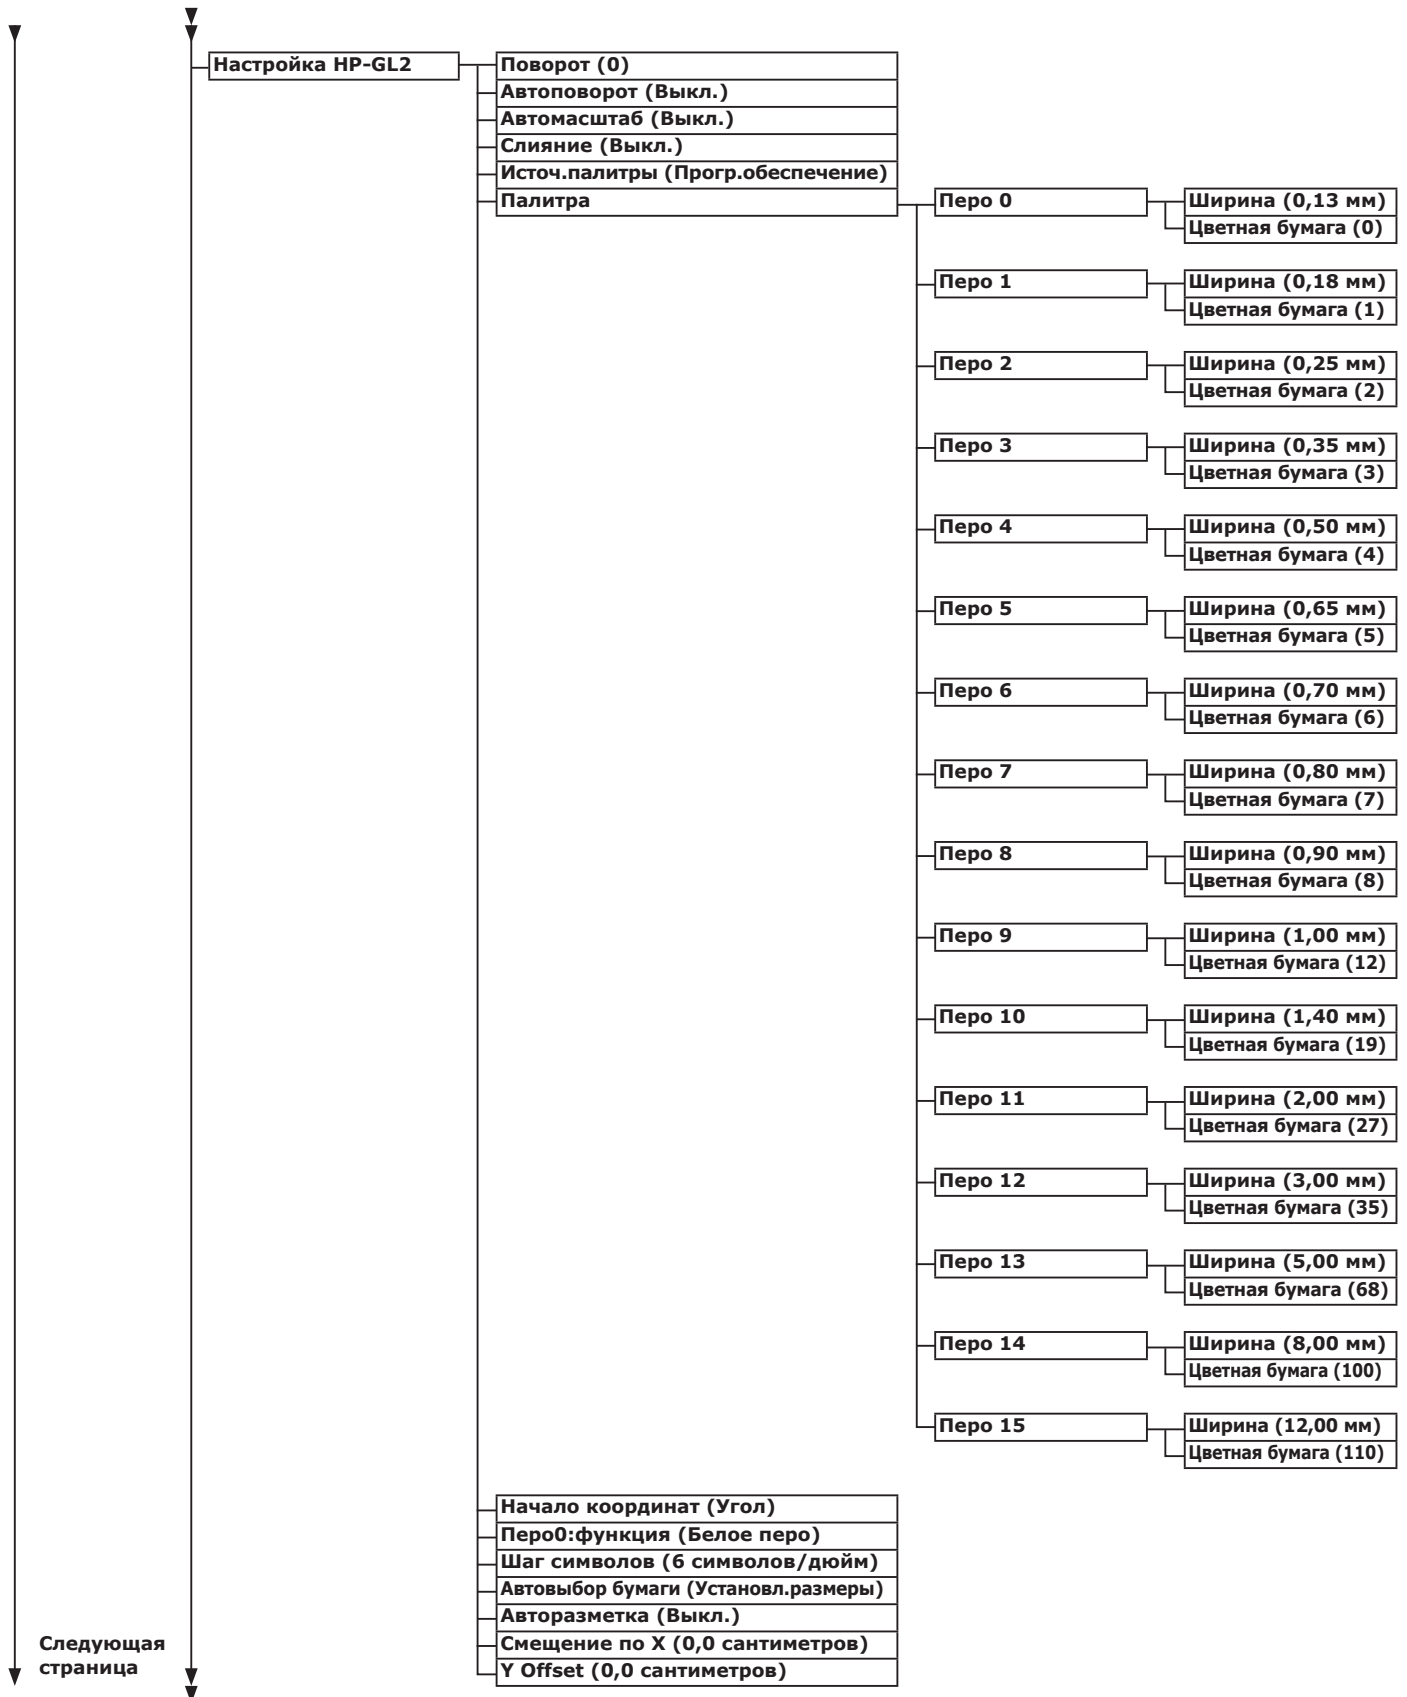 Настройка HP-GL2
Поворот (0)
Автоповорот (Выкл.)
Автомасштаб (Выкл.)
Слияние (Выкл.)
Источ.палитры (Прогр.обеспечение)
Палитра
Перо 0
Ширина (0,13 мм)
Цветная бумага (0)
Перо 1
Ширина (0,18 мм)
Цветная бумага (1)
Перо 2
Ширина (0,25 мм)
Цветная бумага (2)
Перо 3
Ширина (0,35 мм)
Цветная бумага (3)
Перо 4
Ширина (0,50 мм)
Цветная бумага (4)
Перо 5
Ширина (0,65 мм)
Цветная бумага (5)
Перо 6
Ширина (0,70 мм)
Цветная бумага (6)
Перо 7
Ширина (0,80 мм)
Цветная бумага (7)
Перо 8
Ширина (0,90 мм)
Цветная бумага (8)
Перо 9
Ширина (1,00 мм)
Цветная бумага (12)
Перо 10
Ширина (1,40 мм)
Цветная бумага (19)
Перо 11
Ширина (2,00 мм)
Цветная бумага (27)
Перо 12
Ширина (3,00 мм)
Цветная бумага (35)
Перо 13
Ширина (5,00 мм)
Цветная бумага (68)
Перо 14
Ширина (8,00 мм)
Цветная бумага (100)
Перо 15
Ширина (12,00 мм)
Цветная бумага (110)
Начало координат (Угол)
Перо0:функция (Белое перо)
Шаг символов (6 символов/дюйм)
Автовыбор бумаги (Установл.размеры)
Авторазметка (Выкл.)
Смещение по X (0,0 сантиметров)
Y Offset (0,0 сантиметров)
Следующая
страница